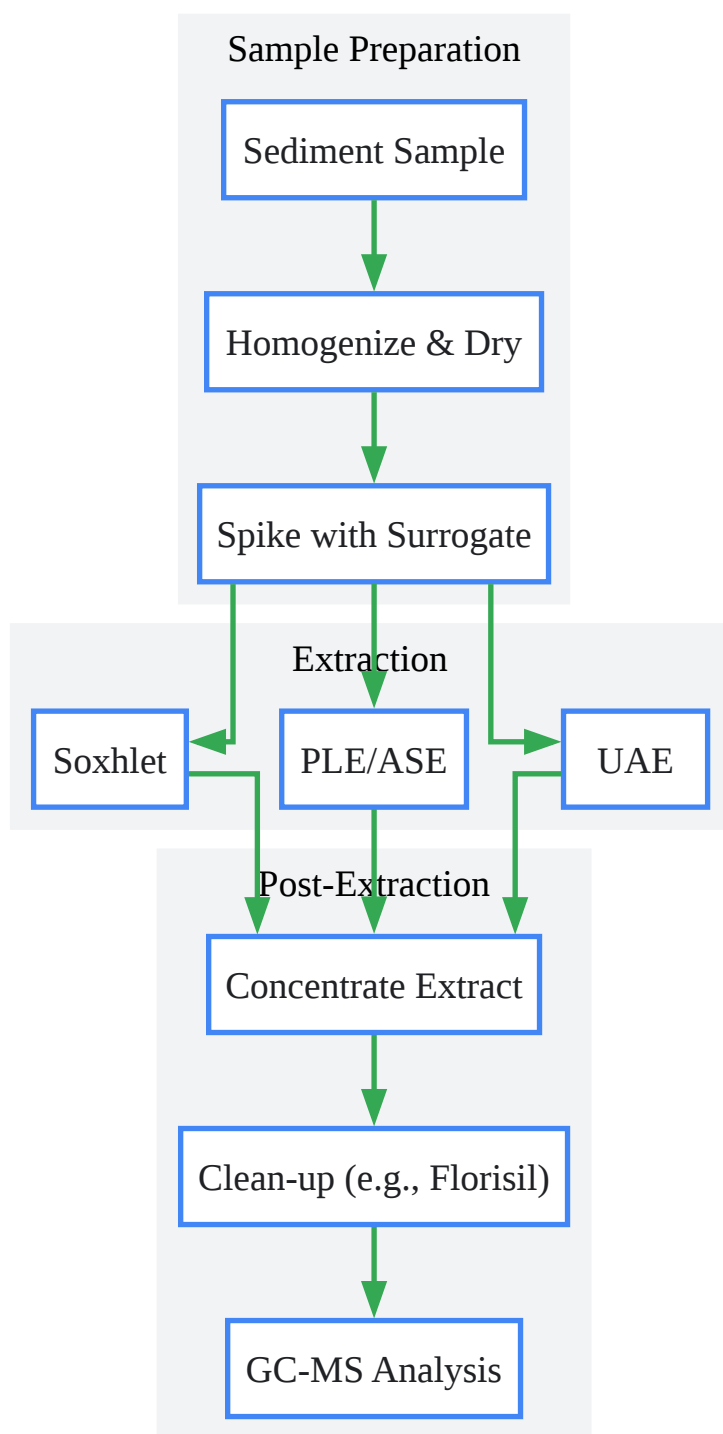 Sample Preparation
Sediment Sample
Homogenize & Dry
Spike with Surrogate
Extraction
Soxhlet
PLE/ASE
UAE
Post-Extraction
Concentrate Extract
Clean-up (e.g., Florisil)
GC-MS Analysis